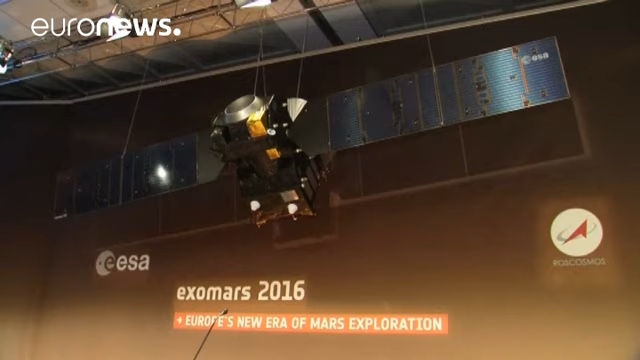 euronews.
esa
esa
ROSCOSMOS
exomars 2016
+ EUROPE'S NEW ERA OF MARS EXPLORATION